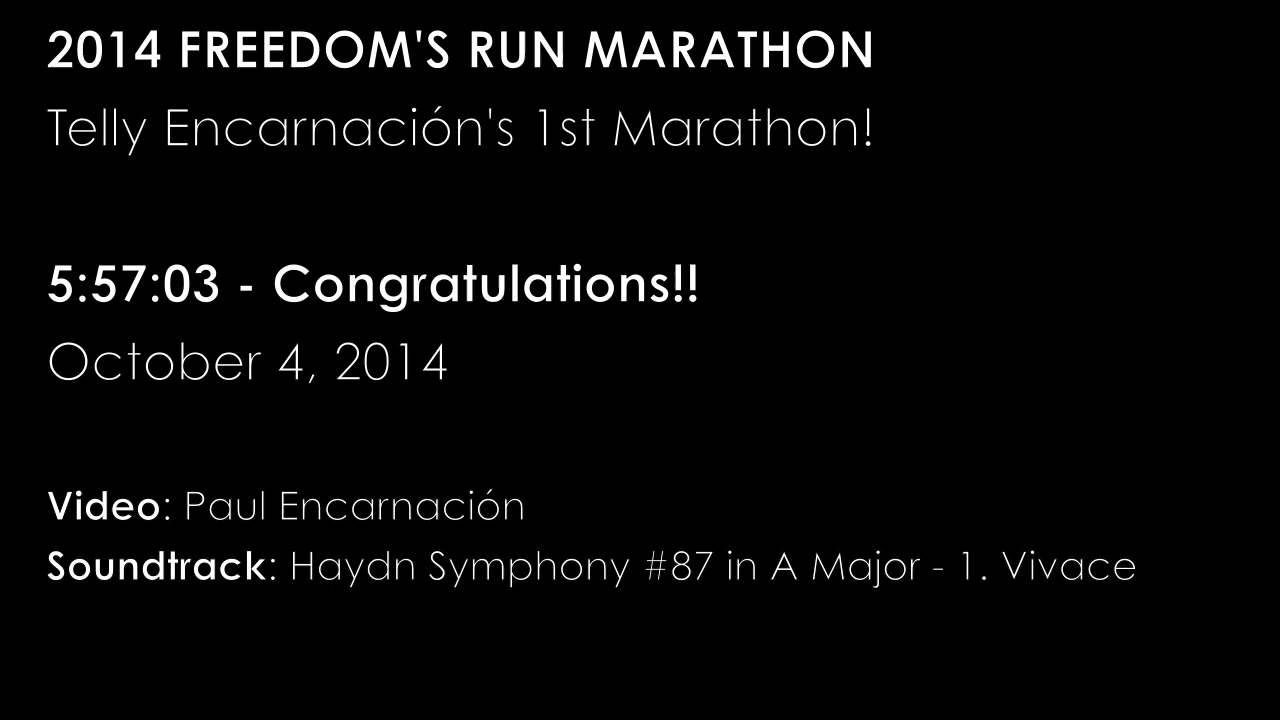 2014 FREEDOM'S RUN MARATHON
Telly Encarnación's 1st Marathon!
5:57:03 - Congratulations!!
October 4, 2014
Video: Paul Encarnación
Soundtrack: Haydn Symphony #87 in A Major - 1. Vivace